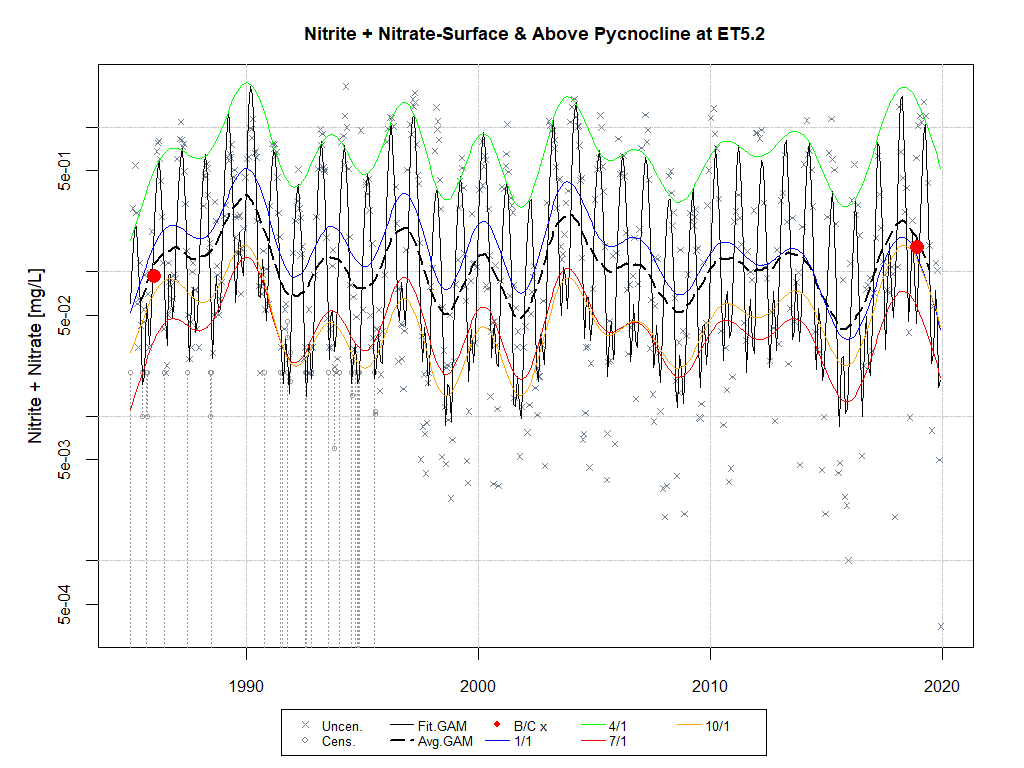 Nitrite + Nitrate-Surface & Above Pycnocline at ET5.2
Nitrite + Nitrate [mg/L]
5e-01
5e-02
5e-03
5e-04
1990 2000 2010 2020
Uncen. Fit.GAM B/C x 4/1 10/1
Cens. Avg.GAM 1/1 7/1